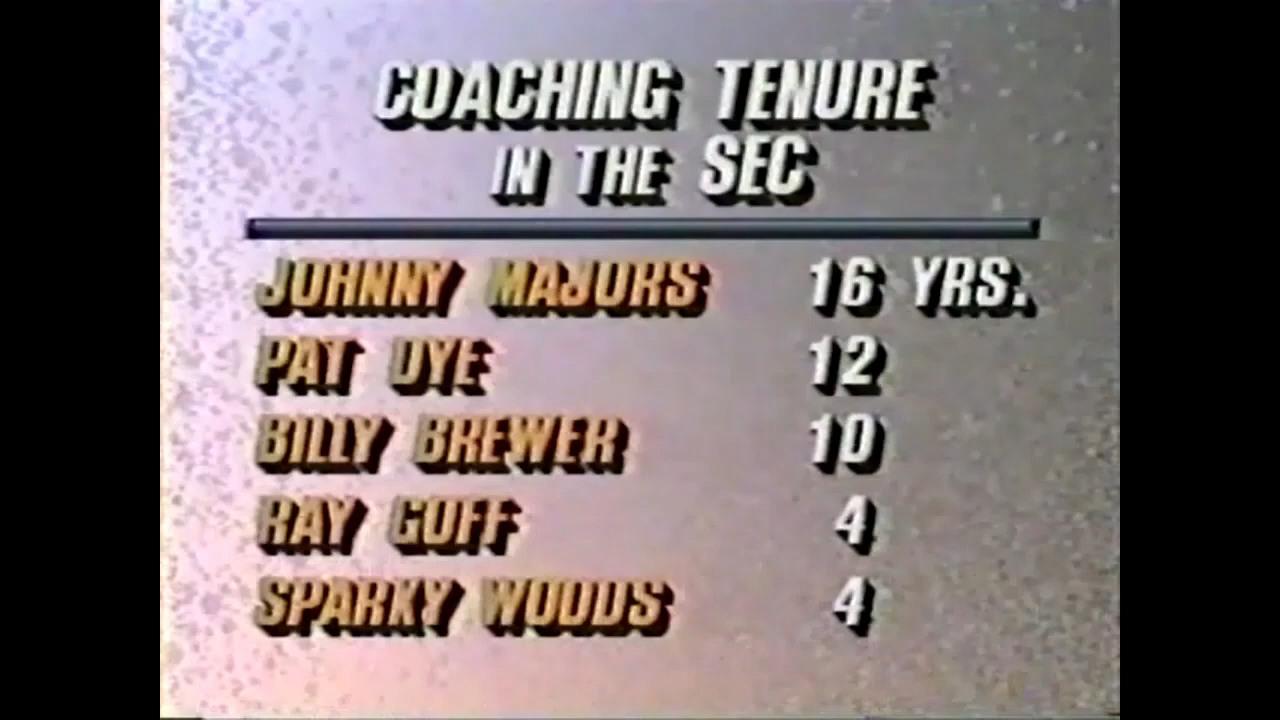 COACHING TENURE
IN THE SEC
JOHNNY MAJORS 16 YRS.
PAT DYE 12
BILLY BREWER 10
RAY GOFF 4
SPARKY WOODS 4